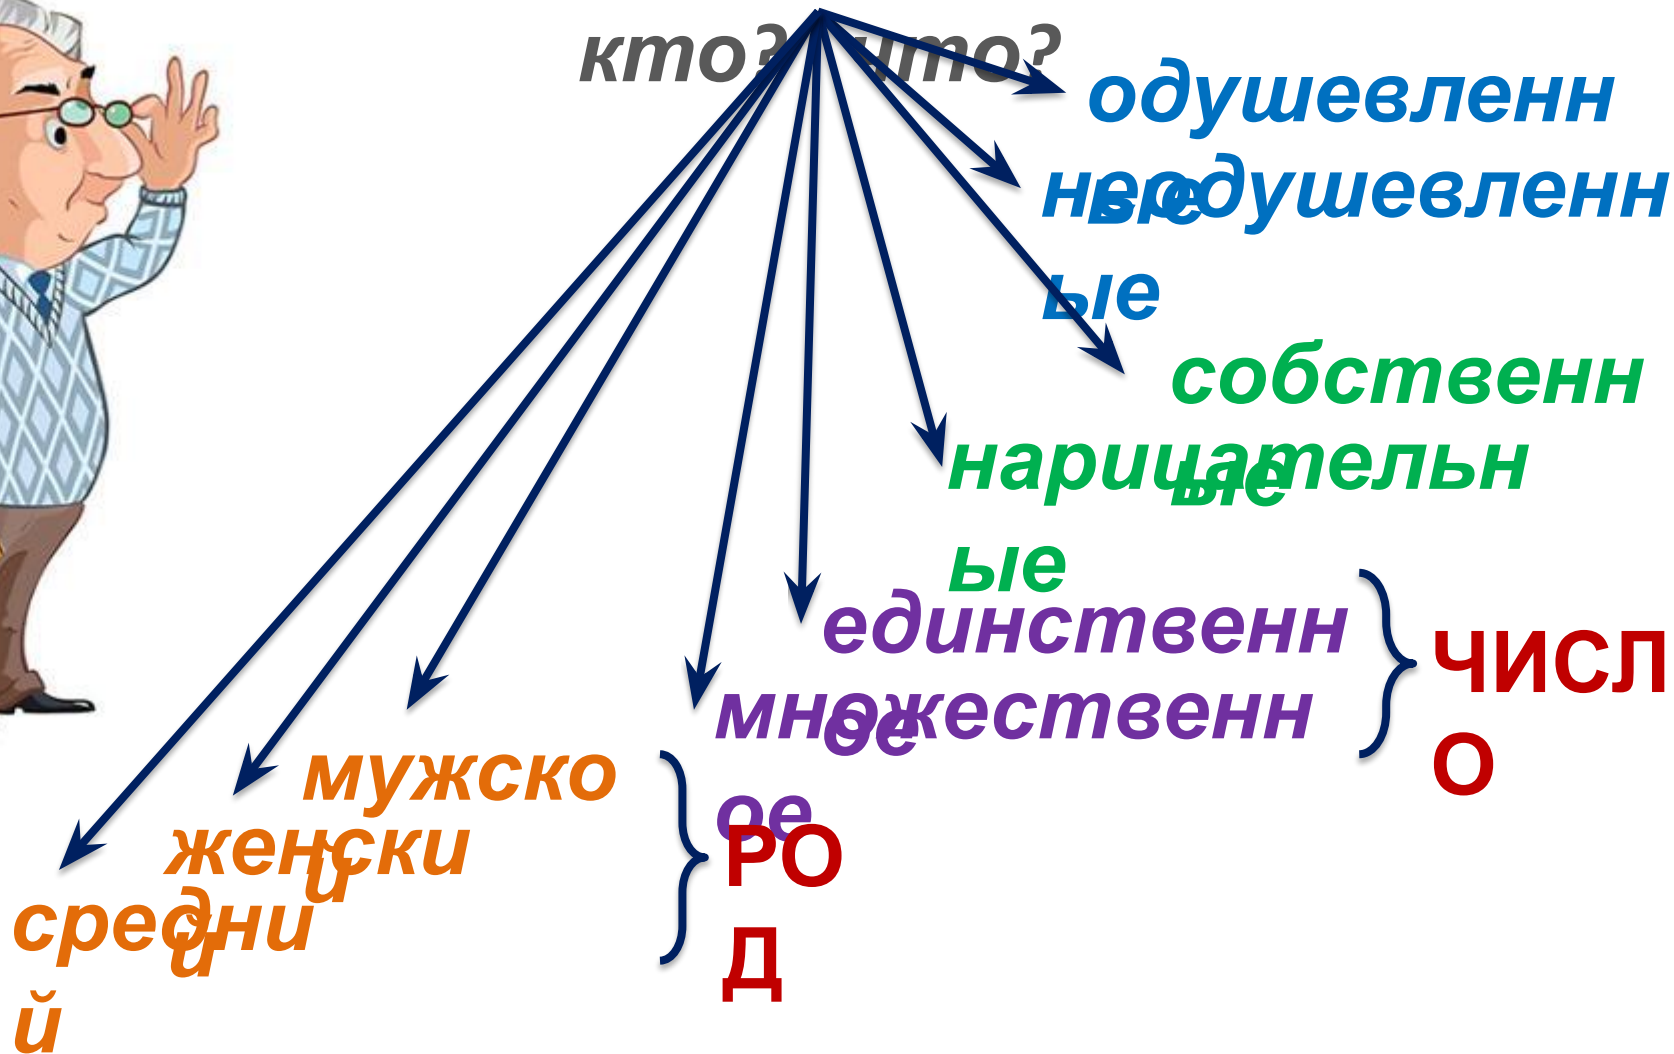 кто? что?
одушевленн
ые
неодушевленн
ые
собственн
ые
нарицательн
ые
единственн
ое
множественн
ое
ЧИСЛ
О
мужско
й
женски
й
средни
й
РО
Д